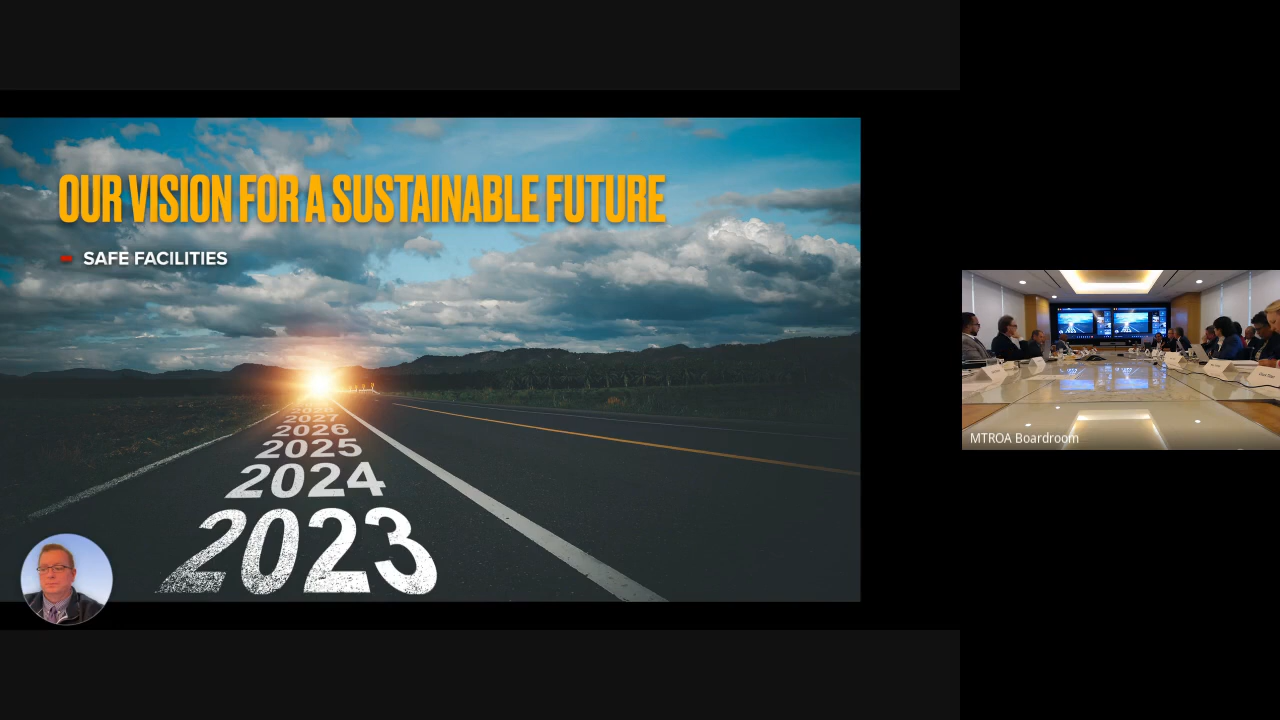 OUR VISION FOR A SUSTAINABLE FUTURE
SAFE FACILITIES
2027
2026
2025
2024
2023
MTROA Boardroom